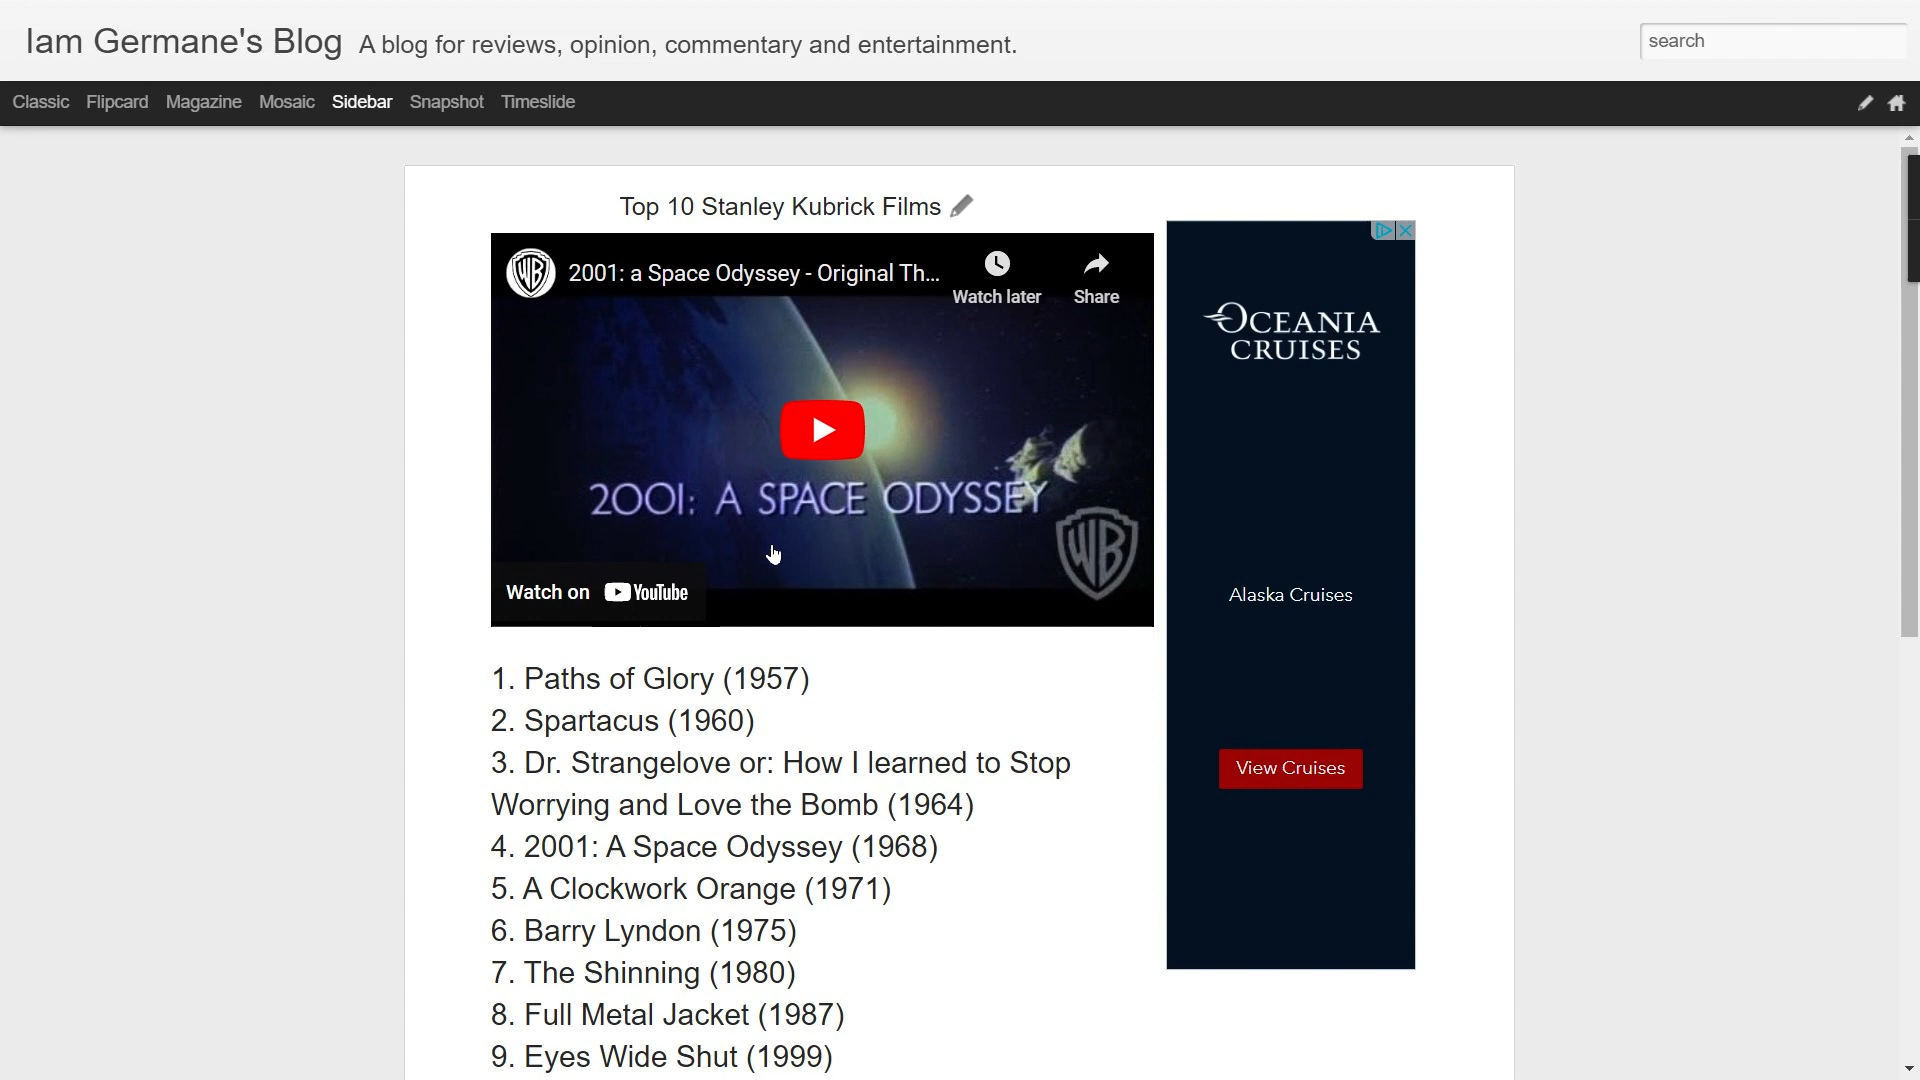 Iam Germane's Blog A blog for reviews, opinion, commentary and entertainment.
search
Classic Flipcard Magazine Mosaic Sidebar Snapshot Timeslide
Top 10 Stanley Kubrick Films
WB 2001: a Space Odyssey - Original Th...
Watch later Share
2001: A SPACE ODYSSEY
WB
Watch on YouTube
OCEANIA
CRUISES
Alaska Cruises
View Cruises
1. Paths of Glory (1957)
2. Spartacus (1960)
3. Dr. Strangelove or: How I learned to Stop
Worrying and Love the Bomb (1964)
4. 2001: A Space Odyssey (1968)
5. A Clockwork Orange (1971)
6. Barry Lyndon (1975)
7. The Shinning (1980)
8. Full Metal Jacket (1987)
9. Eyes Wide Shut (1999)